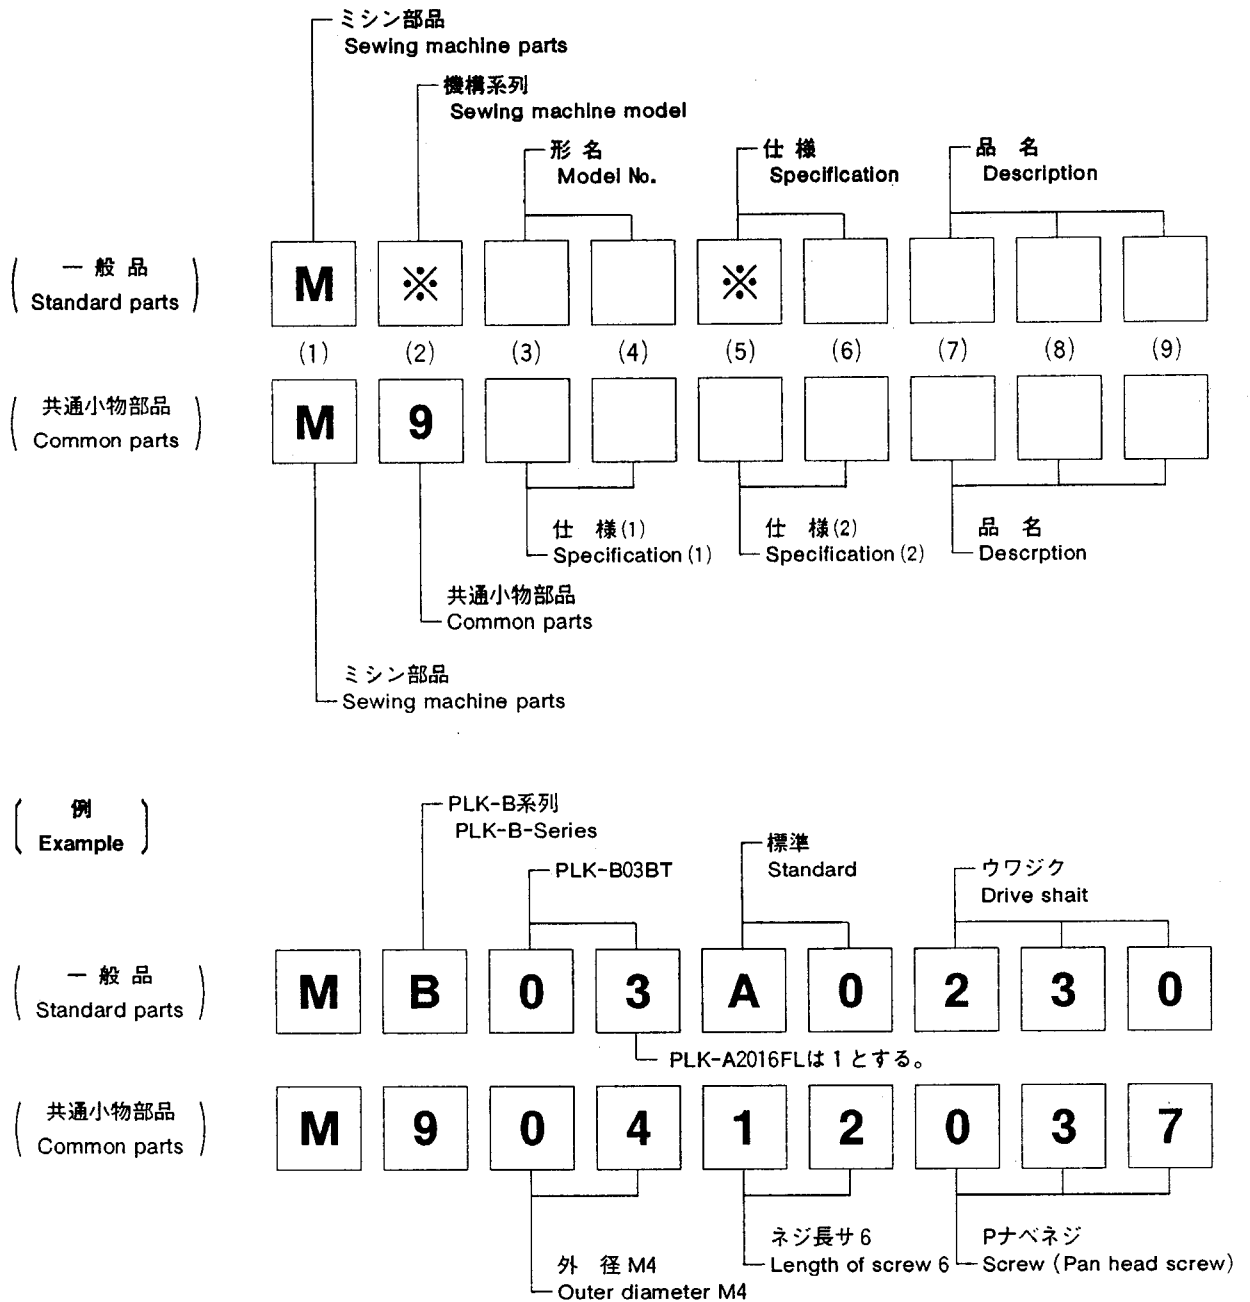 ミシン部品
Sewing machine parts
機構系列
Sewing machine model
形 名
Model No.
仕 様
Specification
品 名
Description
一 般 品
Standard parts
M ※ ※
(1) (2) (3) (4) (5) (6) (7) (8) (9)
共通小物部品
Common parts
M 9
仕 様(1)
Specification (1)
仕 様(2)
Specification (2)
品 名
Descrption
共通小物部品
Common parts
ミシン部品
Sewing machine parts
例
Example
PLK-B系列
PLK-B-Series
PLK-B03BT
標準
Standard
ウワジク
Drive shait
一 般 品
Standard parts
M B 0 3 A 0 2 3 0
PLK-A2016FLは1とする。
共通小物部品
Common parts
M 9 0 4 1 2 0 3 7
外 径 M4
Outer diameter M4
ネジ長サ 6
Length of screw 6
Pナベネジ
Screw (Pan head screw)